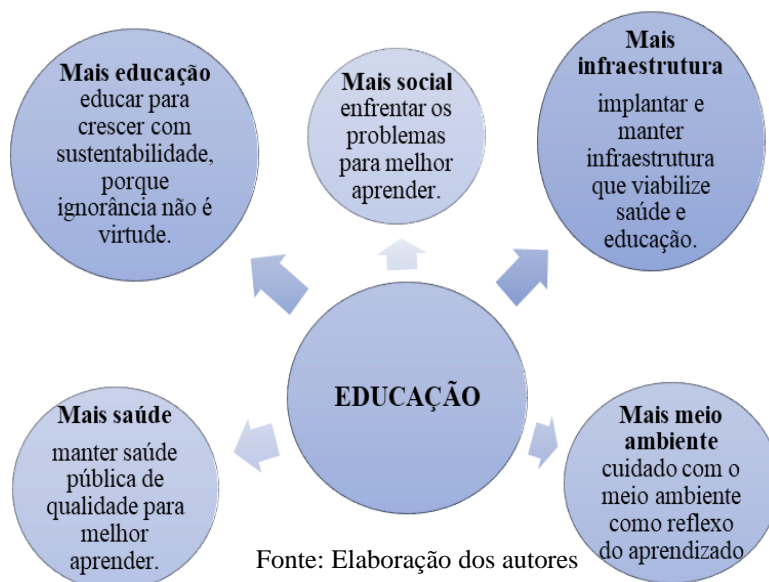 Mais educação
educar para
crescer com
sustentabilidade,
porque
ignorância não é
virtude.
Mais social
enfrentar os
problemas
para melhor
aprender.
Mais
infraestrutura
implantar e
manter
infraestrutura
que viabilize
saúde e
educação.
EDUCAÇÃO
Mais saúde
manter saúde
pública de
qualidade para
melhor
aprender.
Mais meio
ambiente
cuidado com o
meio ambiente
como reflexo
do aprendizado
Fonte: Elaboração dos autores